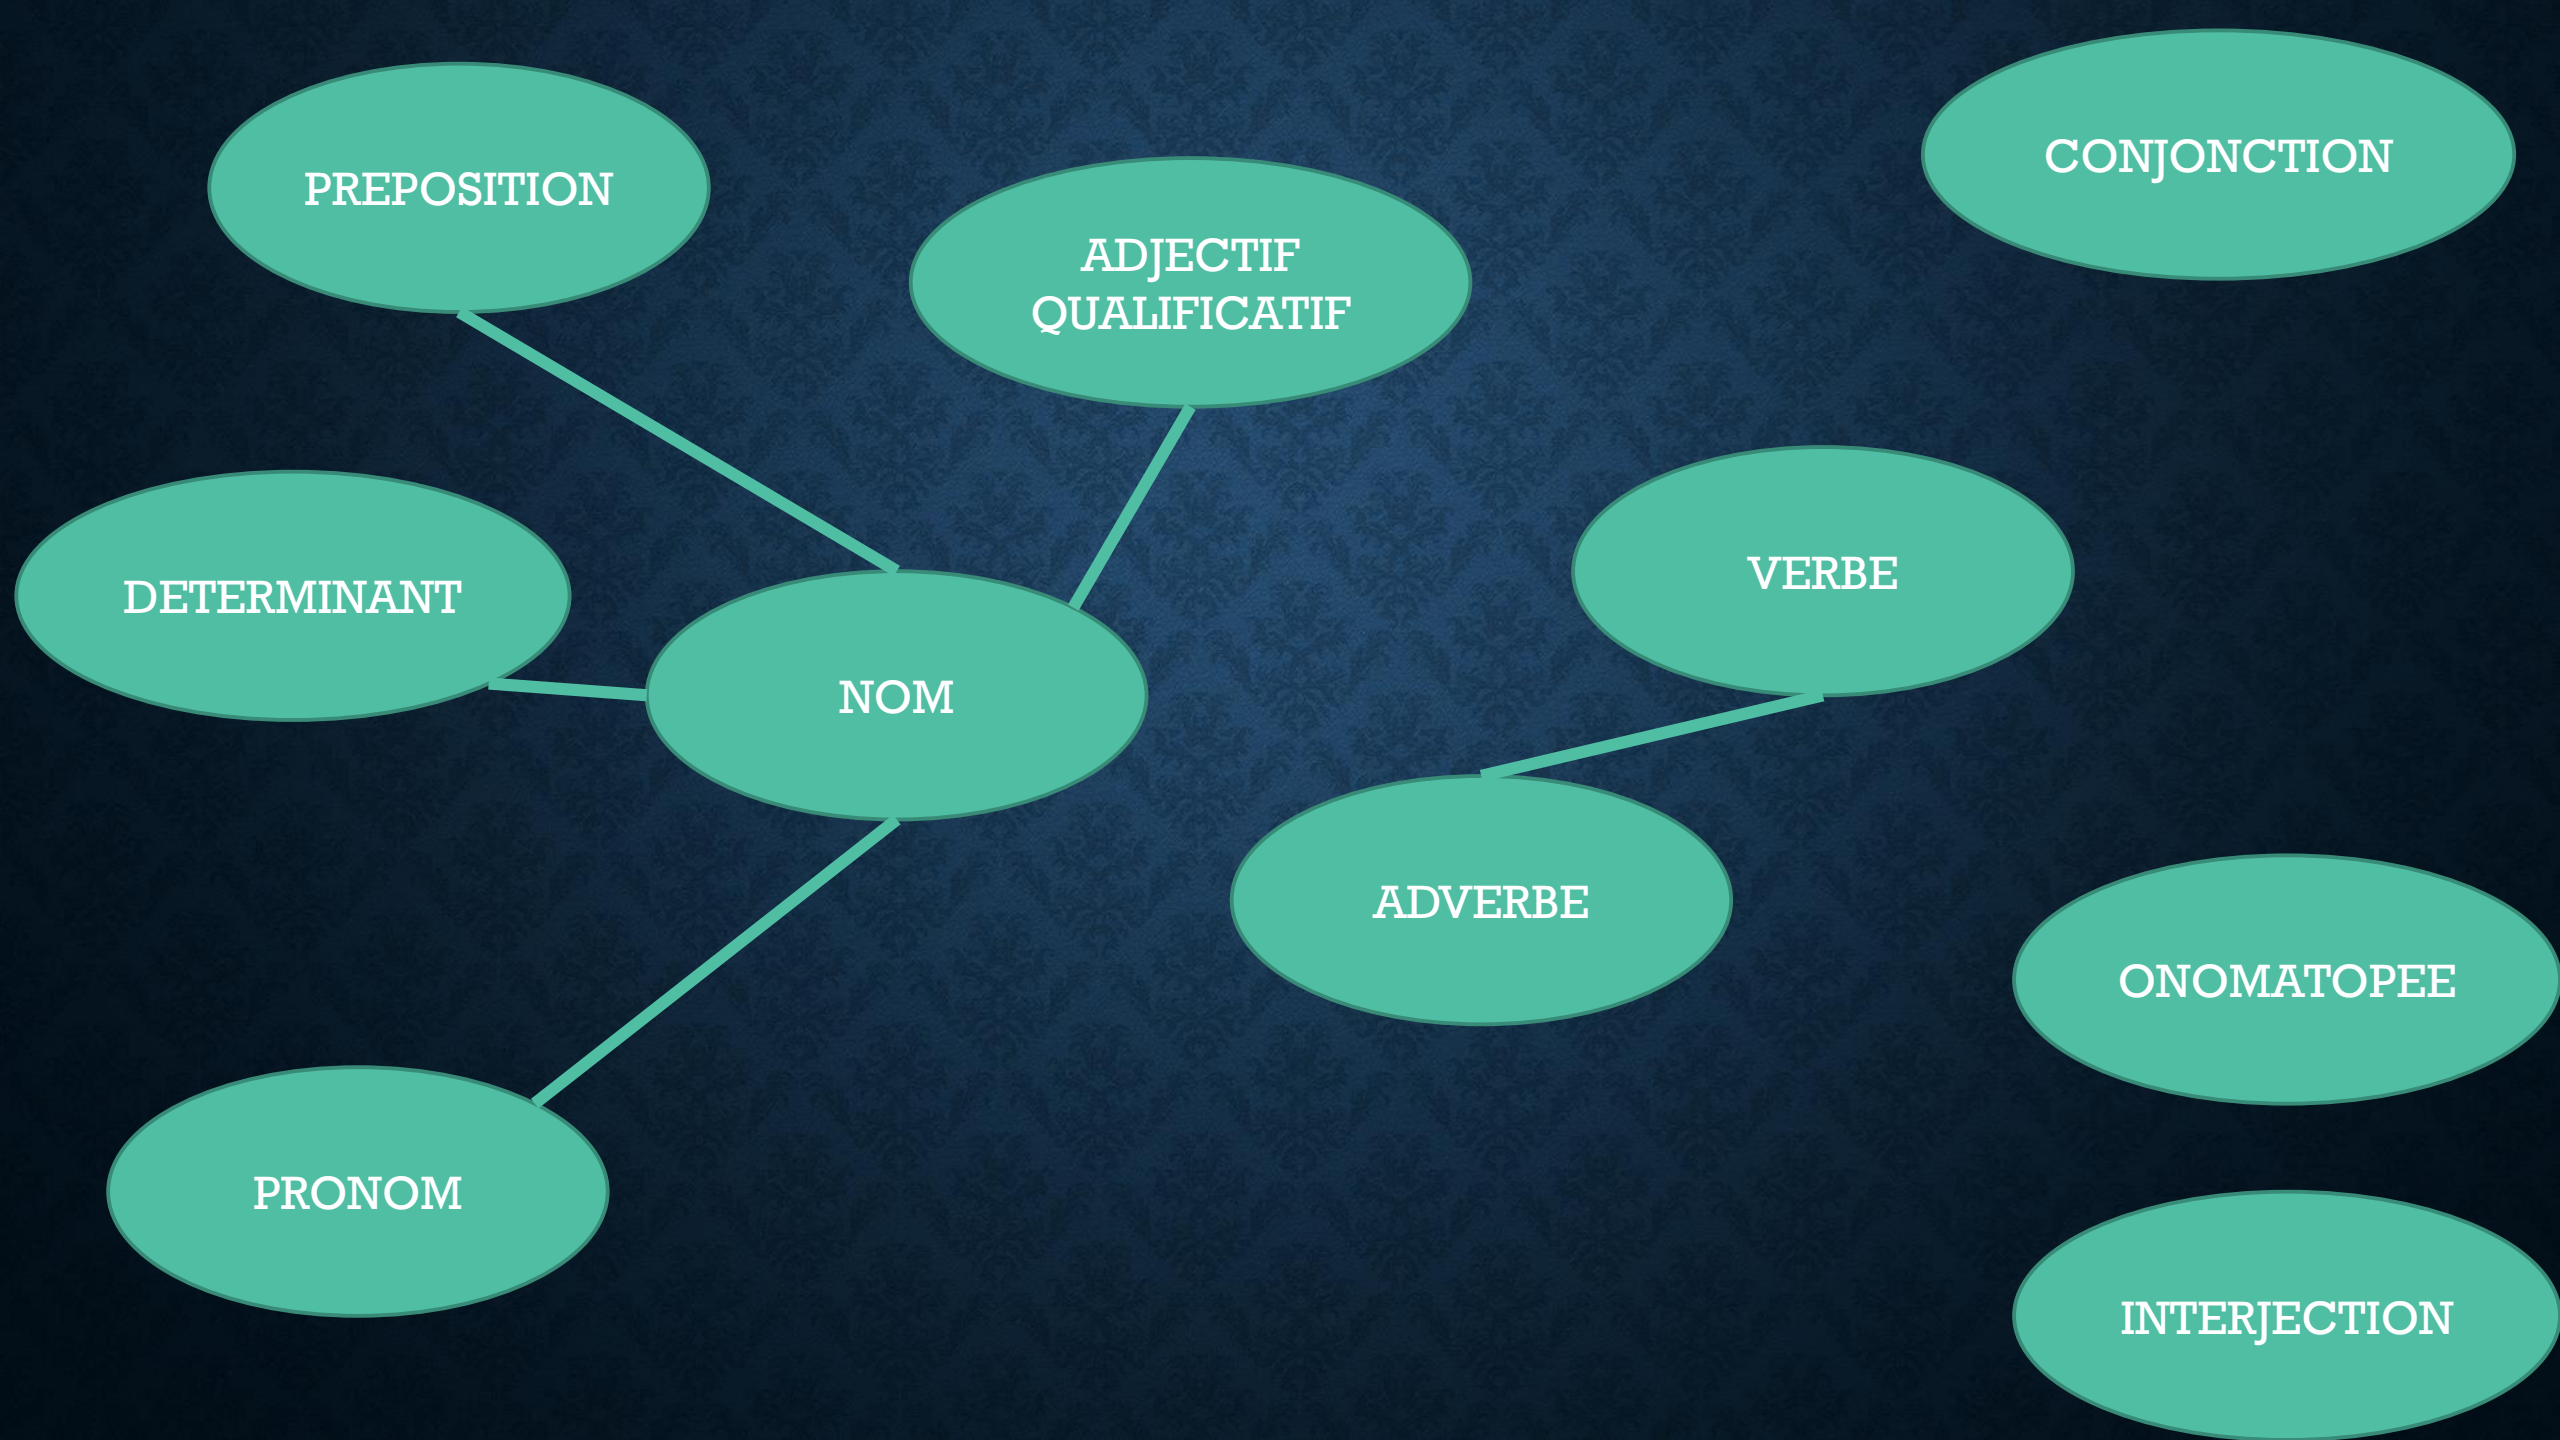 PREPOSITION
CONJONCTION
ADJECTIF
QUALIFICATIF
DETERMINANT
VERBE
NOM
ADVERBE
ONOMATOPEE
PRONOM
INTERJECTION